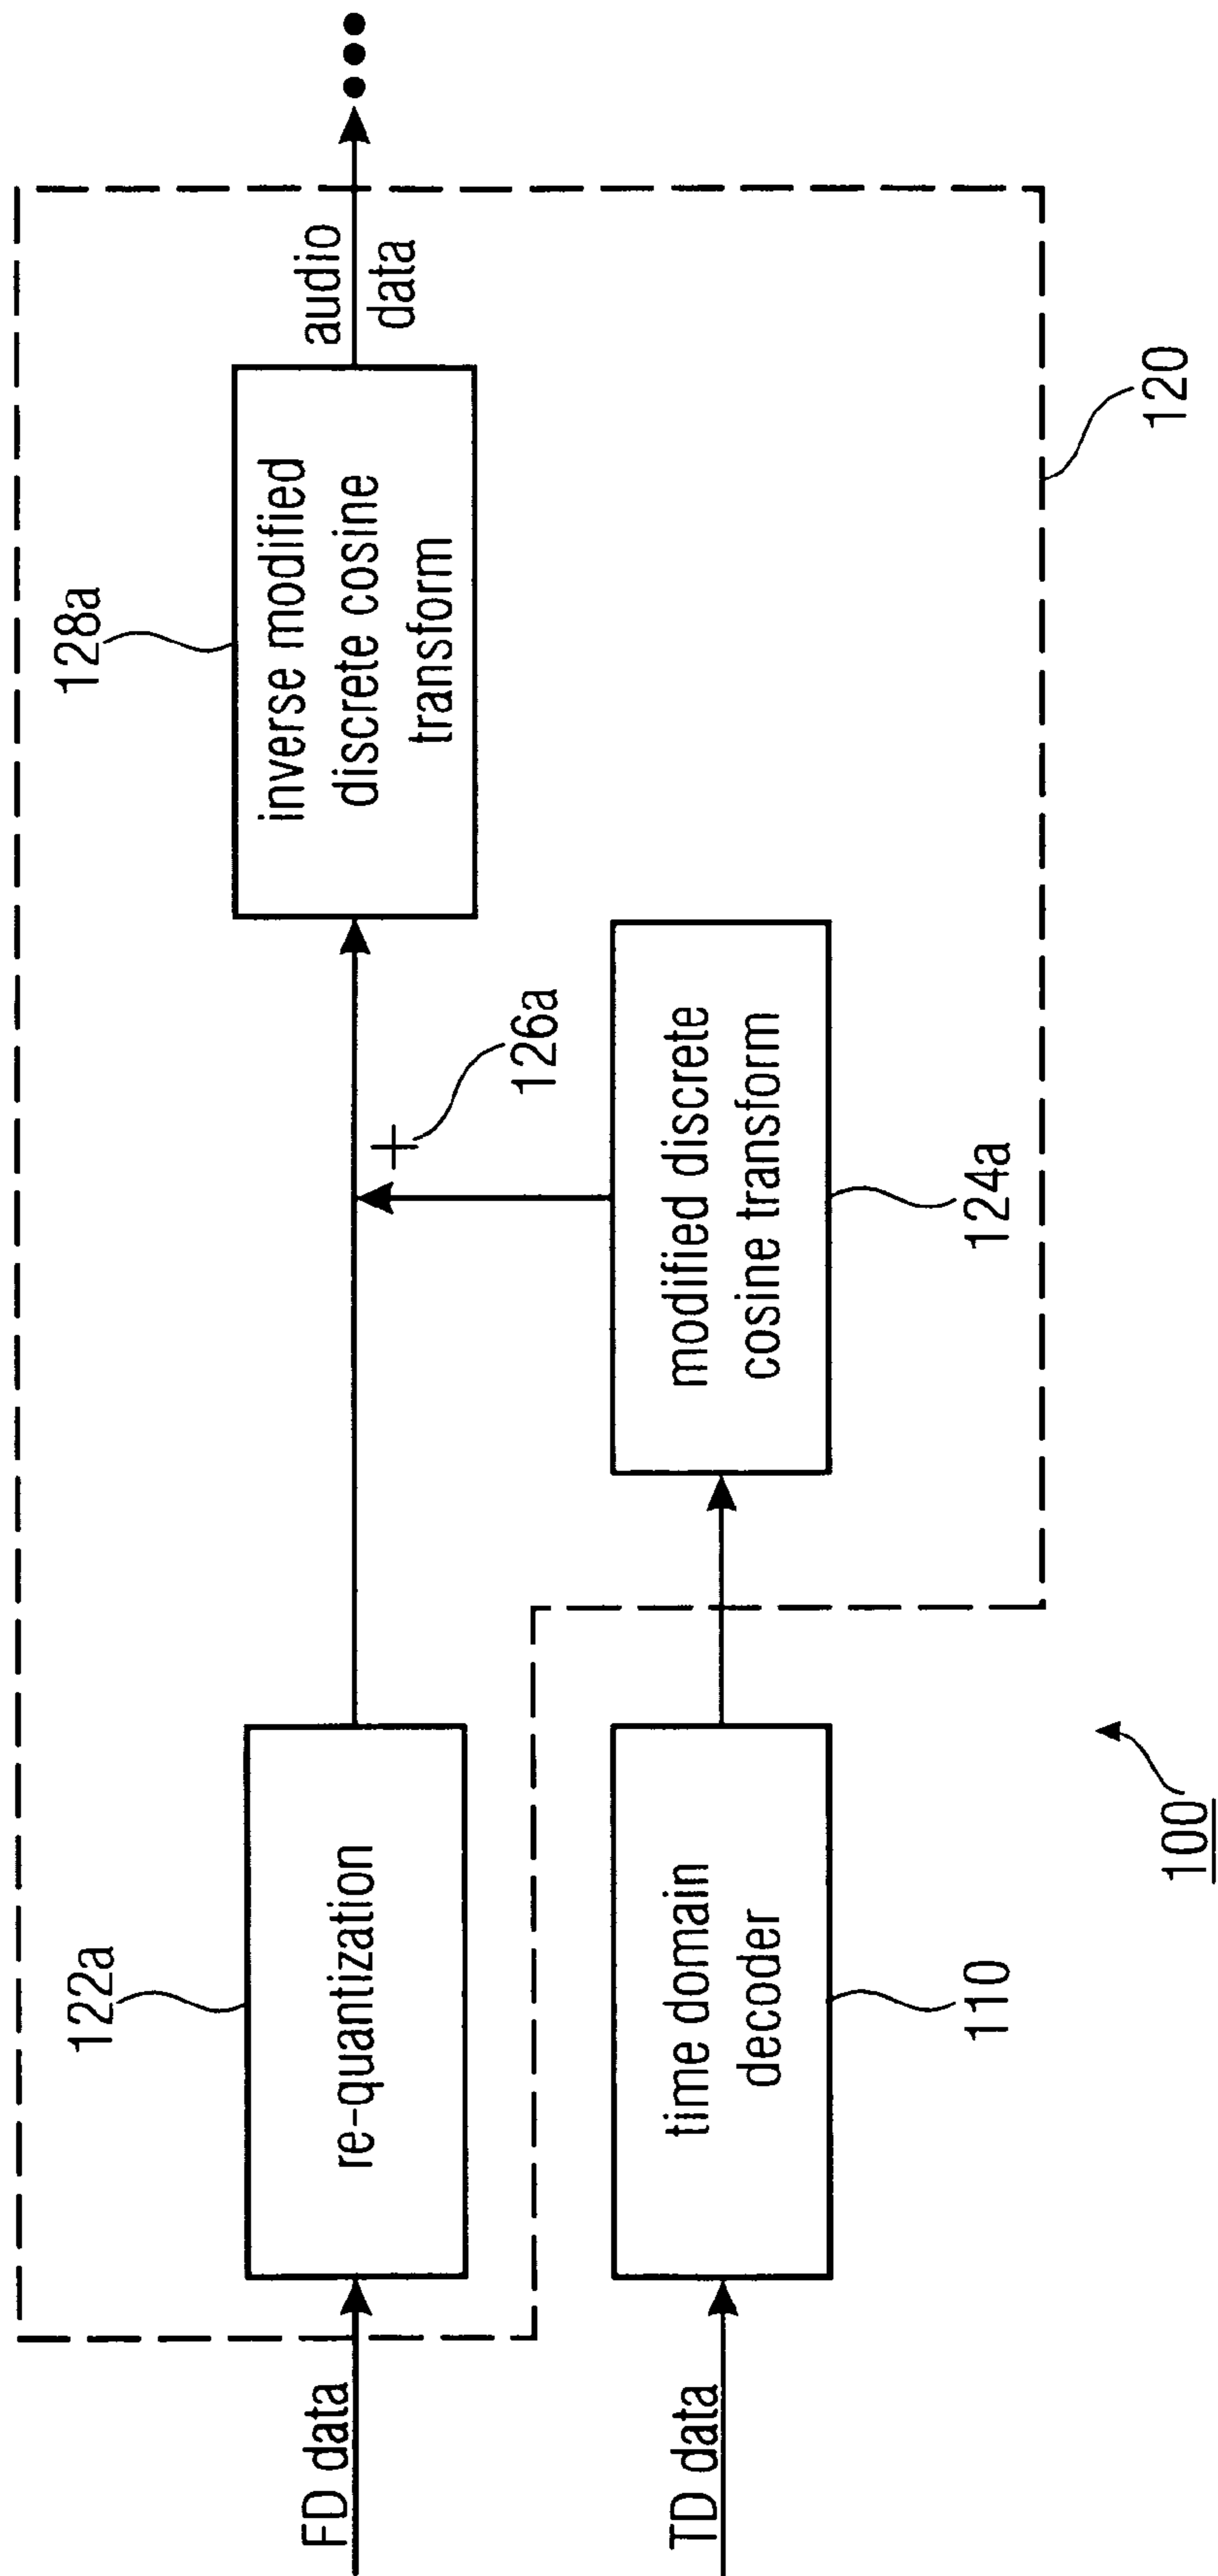 128a
122a
FD data
re-quantization
inverse modified
discrete cosine
transform
audio
data
+
126a
TD data
time domain
decoder
modified discrete
cosine transform
110
124a
120
100